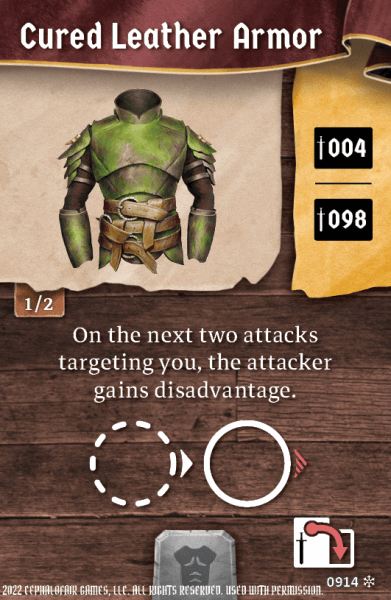 Cured Leather Armor
004
098
1/2
On the next two attacks
targeting you, the attacker
gains disadvantage.
0914
2022 CEPHALOFAIR GAMES, LLC. ALL RIGHTS RESERVED. USED WITH PERMISSION.